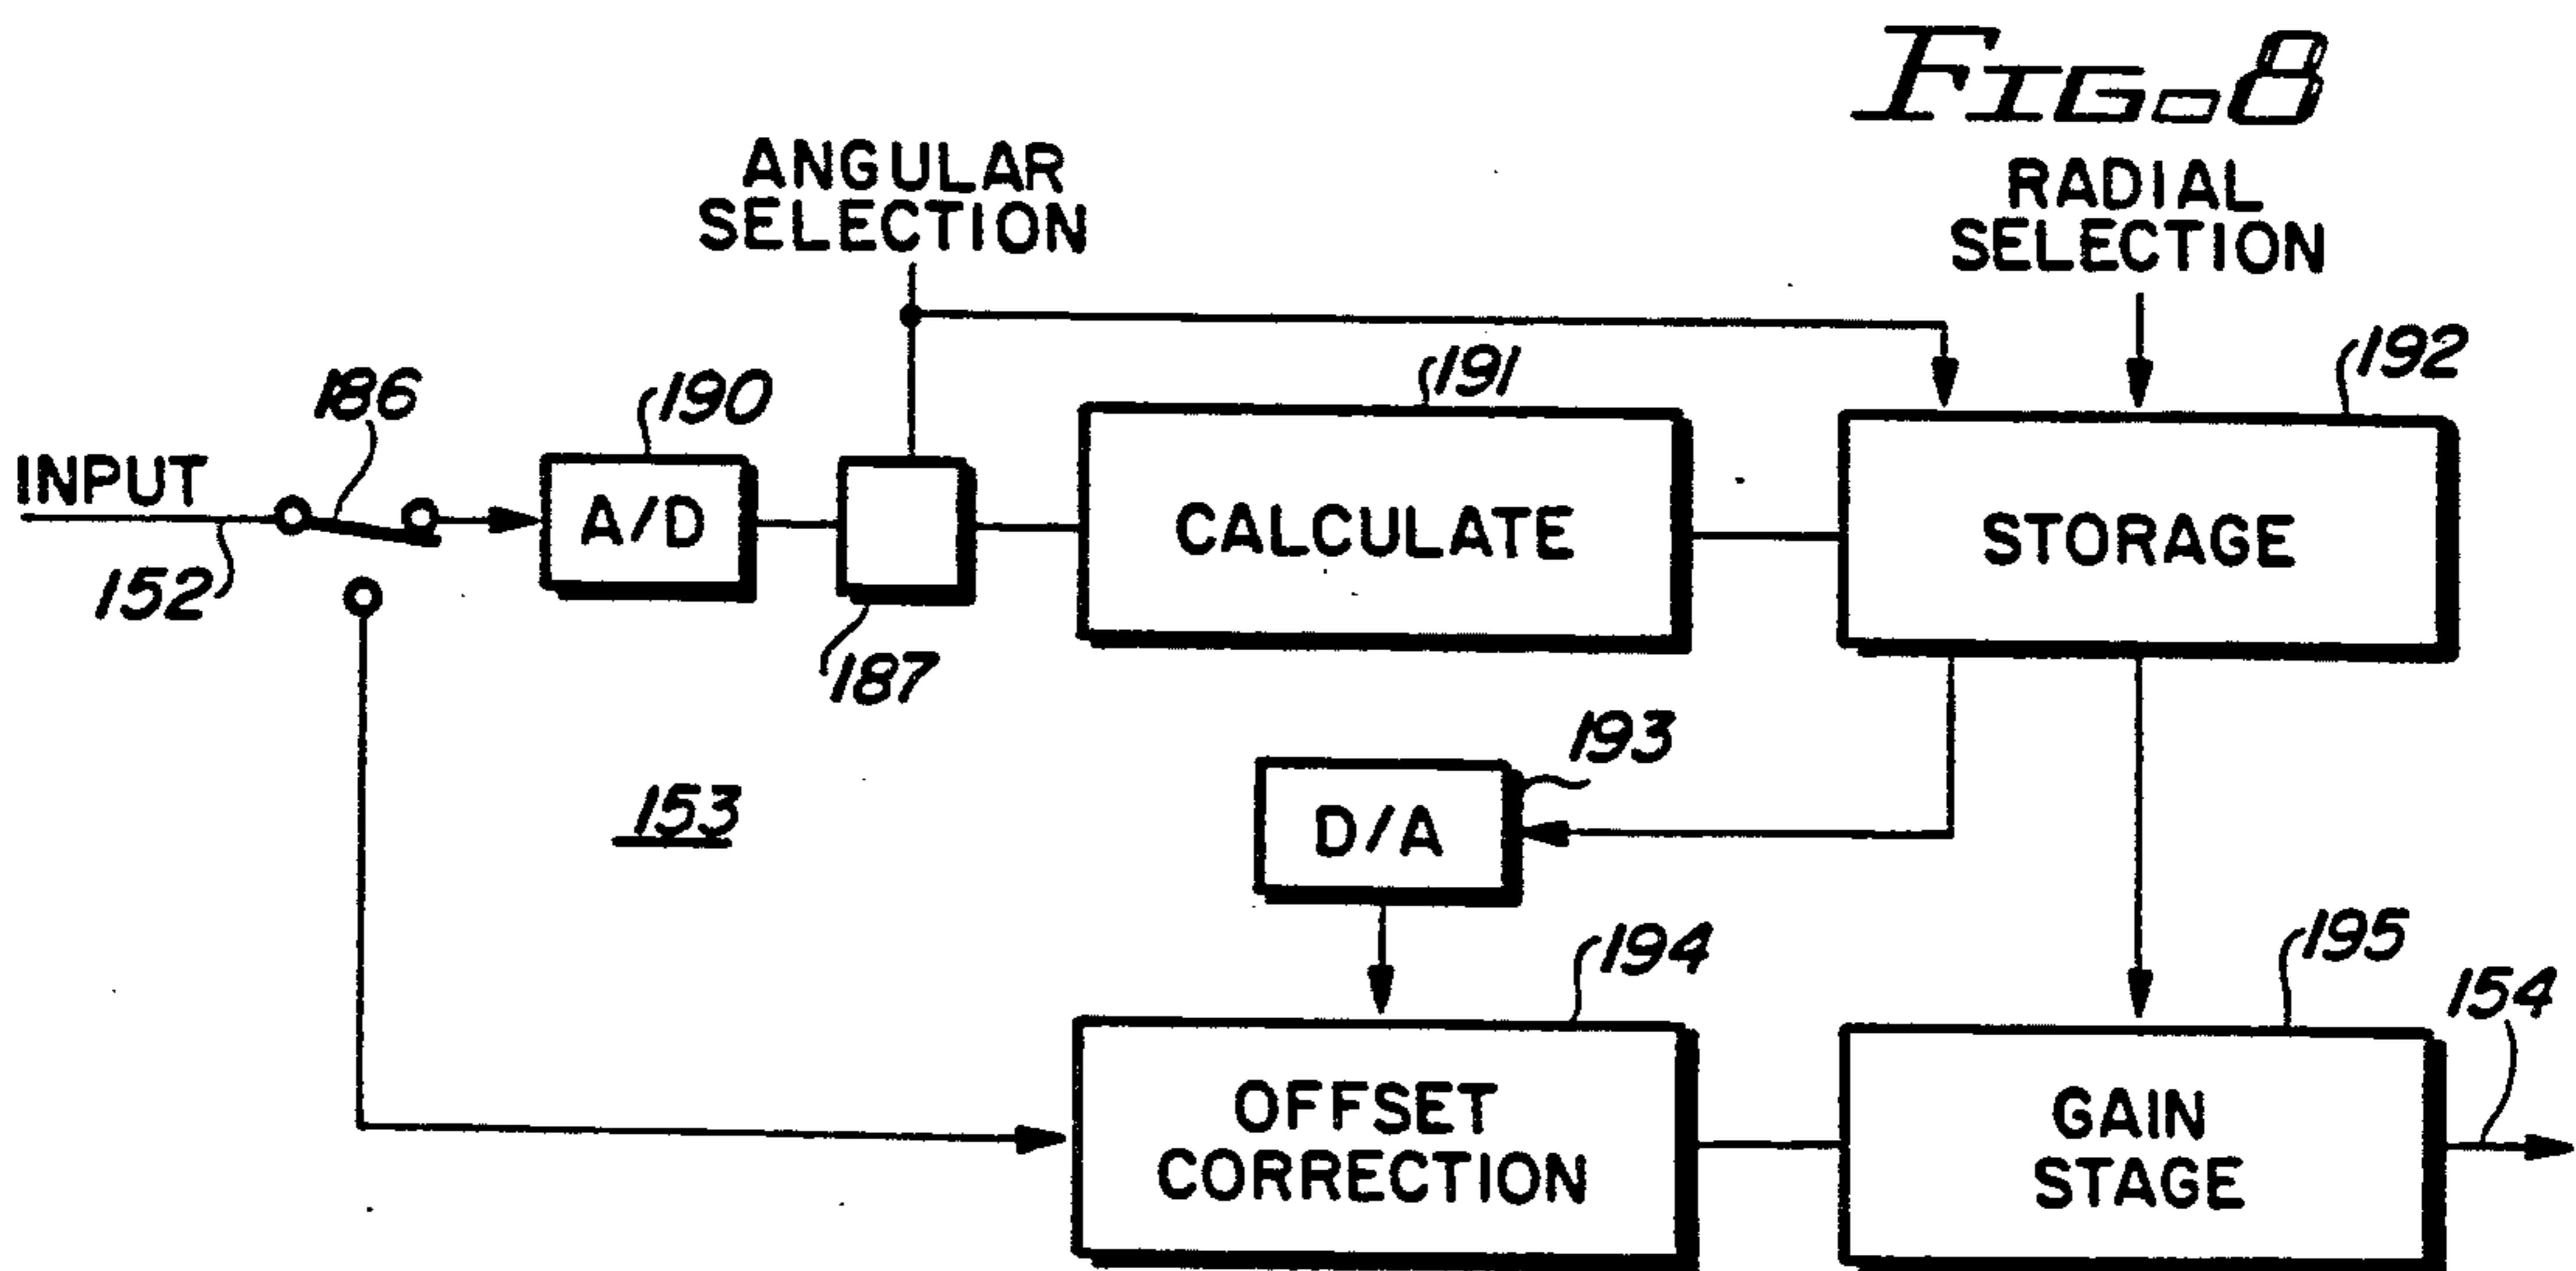 FIG. 8
ANGULAR
SELECTION
RADIAL
SELECTION
192
191
190
186
INPUT
A/D
CALCULATE
STORAGE
152
187
193
153
D/A
194
195
154
OFFSET
CORRECTION
GAIN
STAGE